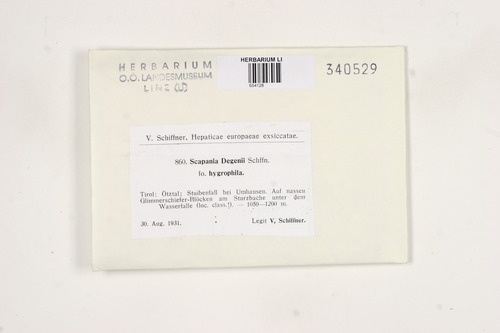 HERBARIUM
O.Ö. LANDESMUSEUM
LINZ (LI)
HERBARIUM LI
654128
340529
V. Schiffner, Hepaticae europaeae exsiccatae.
860. Scapania Degenii Schffn.
fo. hygrophila.
Tirol: Ötztal; Stuibenfall bei Umhausen. Auf nassen
Glimmerschiefer-Blöcken am Sturzbache unter dem
Wasserfalle (loc. class.!). — 1050—1200 m.
30. Aug. 1931.
Legit V. Schiffner.